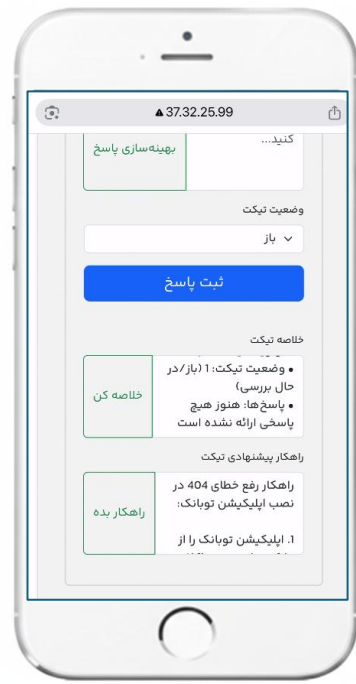 37.32.25.99
کنید...
بهینه‌سازی پاسخ
وضعیت تیکت
باز
ثبت پاسخ
خلاصه تیکت
• وضعیت تیکت: 1 (باز/در
حال بررسی)
• پاسخ‌ها: هنوز هیچ
پاسخی ارائه نشده است
خلاصه کن
راهکار پیشنهادی تیکت
راهکار رفع خطای 404 در
نصب اپلیکیشن توبانک:
1. اپلیکیشن توبانک را از
راهکار بده